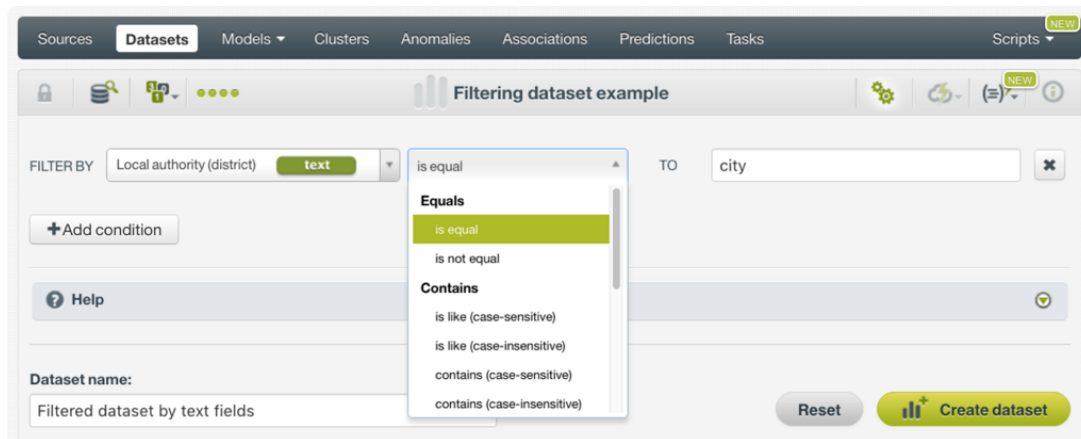 Sources Datasets Models Clusters Anomalies Associations Predictions Tasks Scripts NEW
Filtering dataset example NEW
FILTER BY Local authority (district) text is equal TO city
Equals
+Add condition
is equal
is not equal
Contains
Help
is like (case-sensitive)
is like (case-insensitive)
contains (case-sensitive)
Dataset name:
contains (case-insensitive)
Filtered dataset by text fields
Reset Create dataset